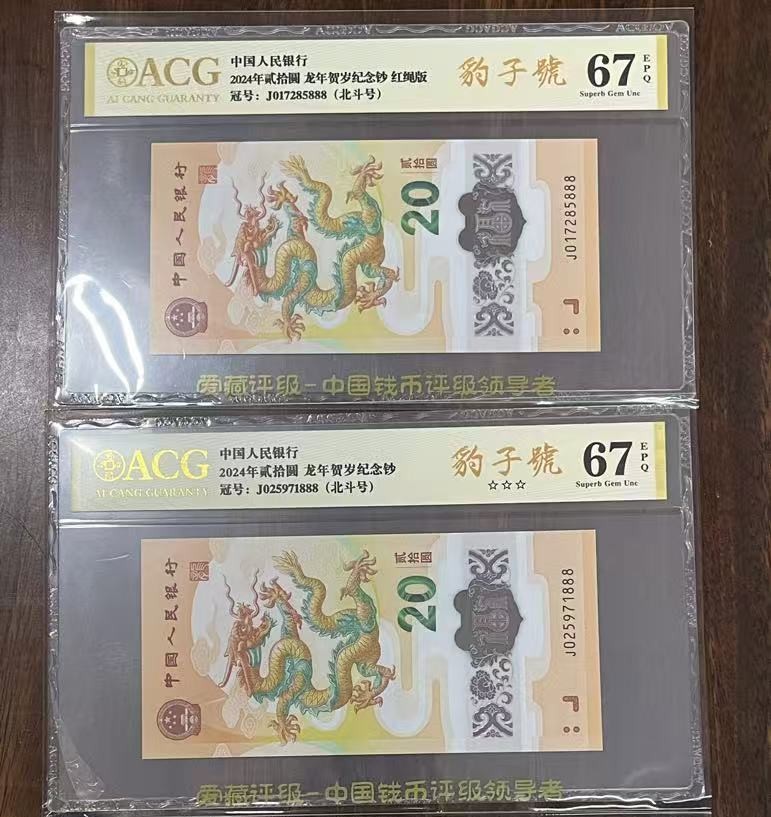 ACG
AI CANG GUARANTY
中国人民银行
2024年贰拾圆 龙年贺岁纪念钞 红绳版
冠号：J017285888（北斗号）
豹子號
67
EPQ
Superb Gem Unc
中国人民银行
贰拾圆
20
J017285888
爱藏评级-中国钱币评级领导者
ACG
AI CANG GUARANTY
中国人民银行
2024年贰拾圆 龙年贺岁纪念钞
冠号：J025971888（北斗号）
豹子號
☆☆☆
67
EPQ
Superb Gem Unc
中国人民银行
贰拾圆
20
J025971888
爱藏评级-中国钱币评级领导者